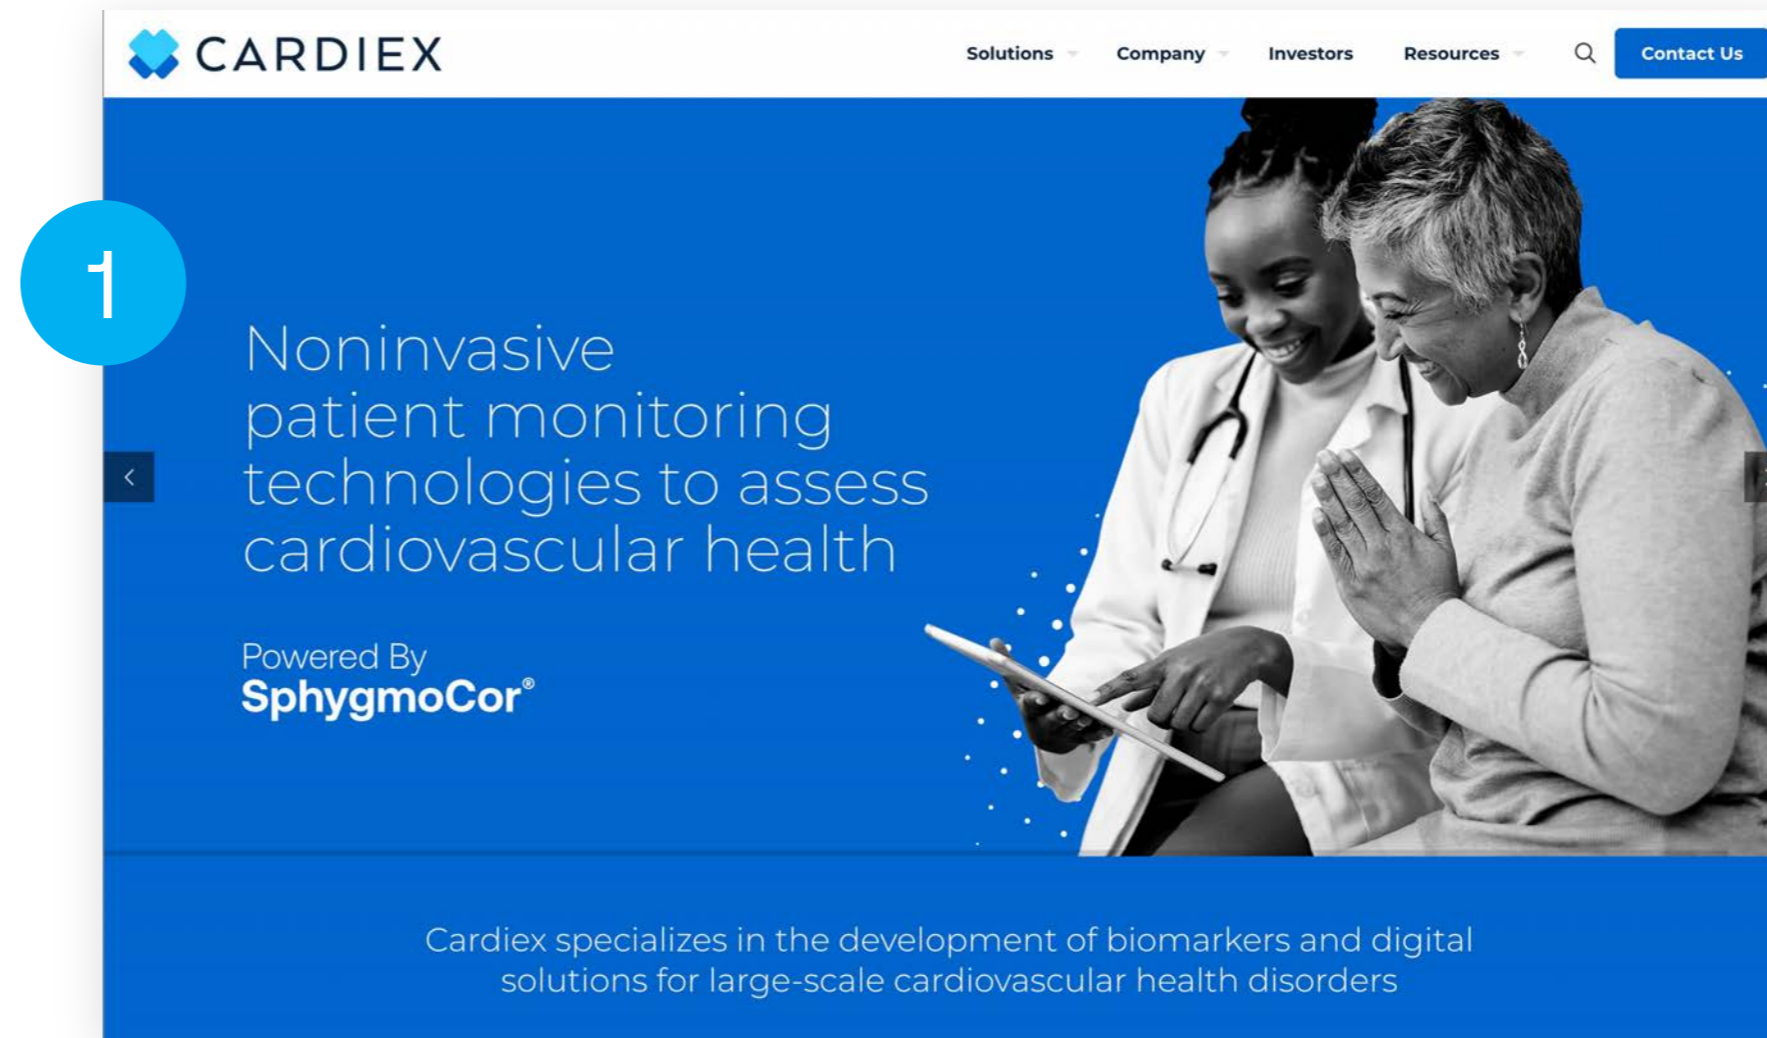 CARDIEX
Solutions Company Investors Resources Contact Us
1
Noninvasive
patient monitoring
technologies to assess
cardiovascular health
Powered By
SphygmoCor®
Cardiex specializes in the development of biomarkers and digital
solutions for large-scale cardiovascular health disorders